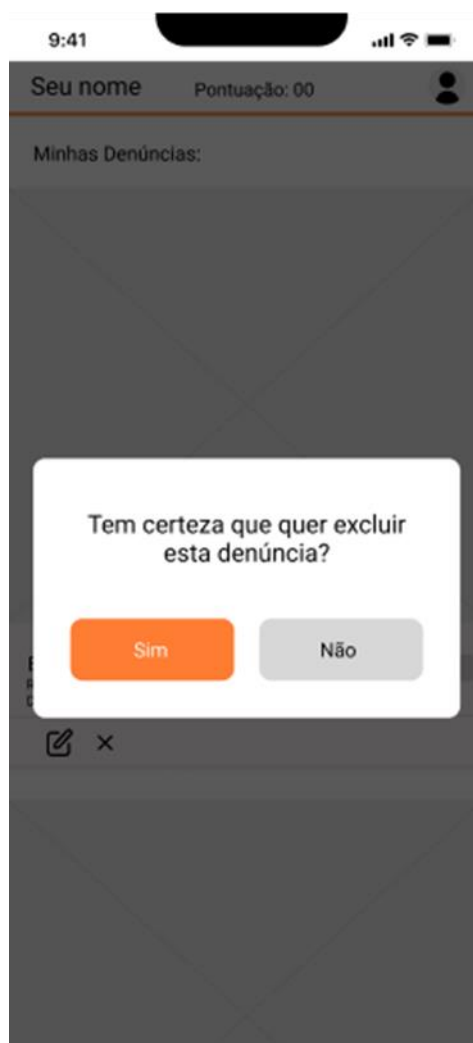 9:41
Seu nome
Pontuação: 00
Minhas Denúncias:
Tem certeza que quer excluir
esta denúncia?
Sim
Não